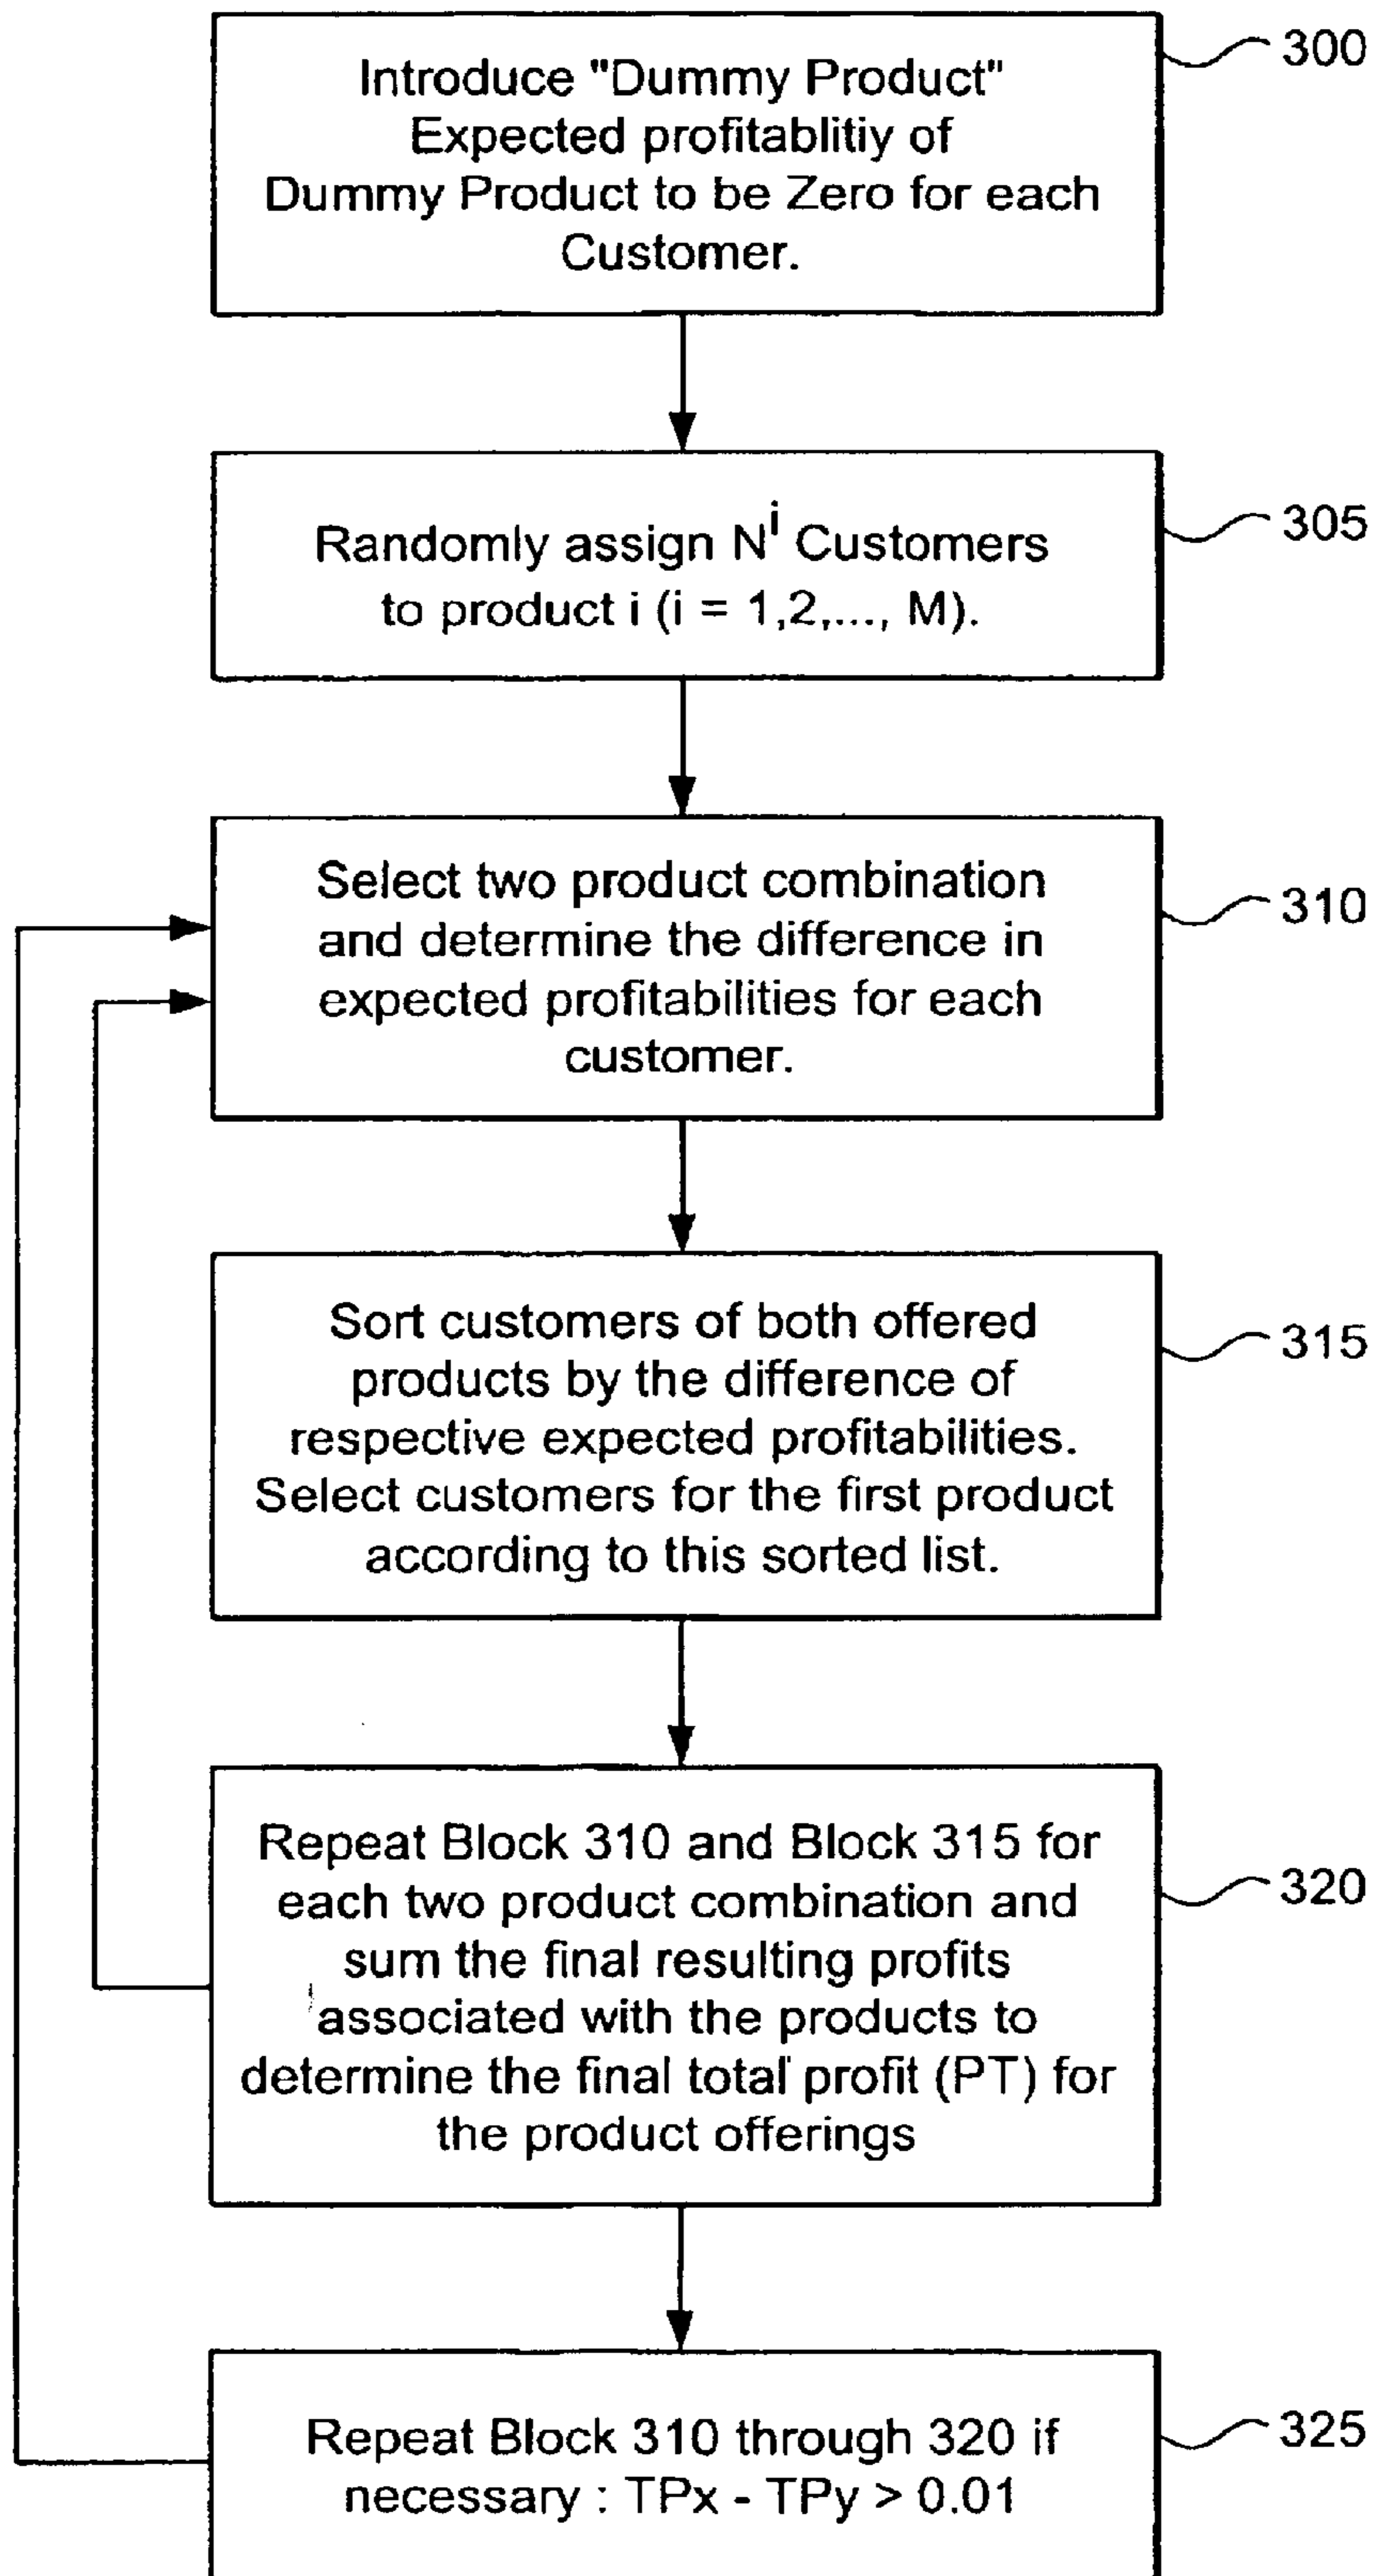 Introduce "Dummy Product"
Expected profitablitiy of
Dummy Product to be Zero for each
Customer.
300
Randomly assign Nⁱ Customers
to product i (i = 1,2,..., M).
305
Select two product combination
and determine the difference in
expected profitabilities for each
customer.
310
Sort customers of both offered
products by the difference of
respective expected profitabilities.
Select customers for the first product
according to this sorted list.
315
Repeat Block 310 and Block 315 for
each two product combination and
sum the final resulting profits
associated with the products to
determine the final total profit (PT) for
the product offerings
320
Repeat Block 310 through 320 if
necessary : TPx - TPy > 0.01
325